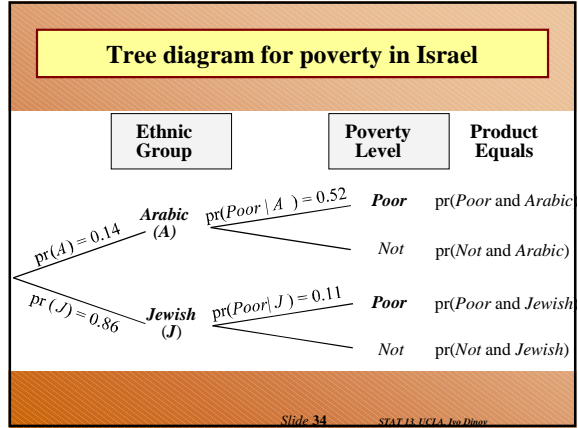 Tree diagram for poverty in Israel
Ethnic Group
Poverty Level
Product Equals
pr(A) = 0.14
Arabic (A)
pr(Poor | A ) = 0.52
Poor
pr(Poor and Arabic)
Not
pr(Not and Arabic)
pr (J) = 0.86
Jewish (J)
pr(Poor| J ) = 0.11
Poor
pr(Poor and Jewish)
Not
pr(Not and Jewish)
Slide 34
STAT 13, UCLA, Ivo Dinov